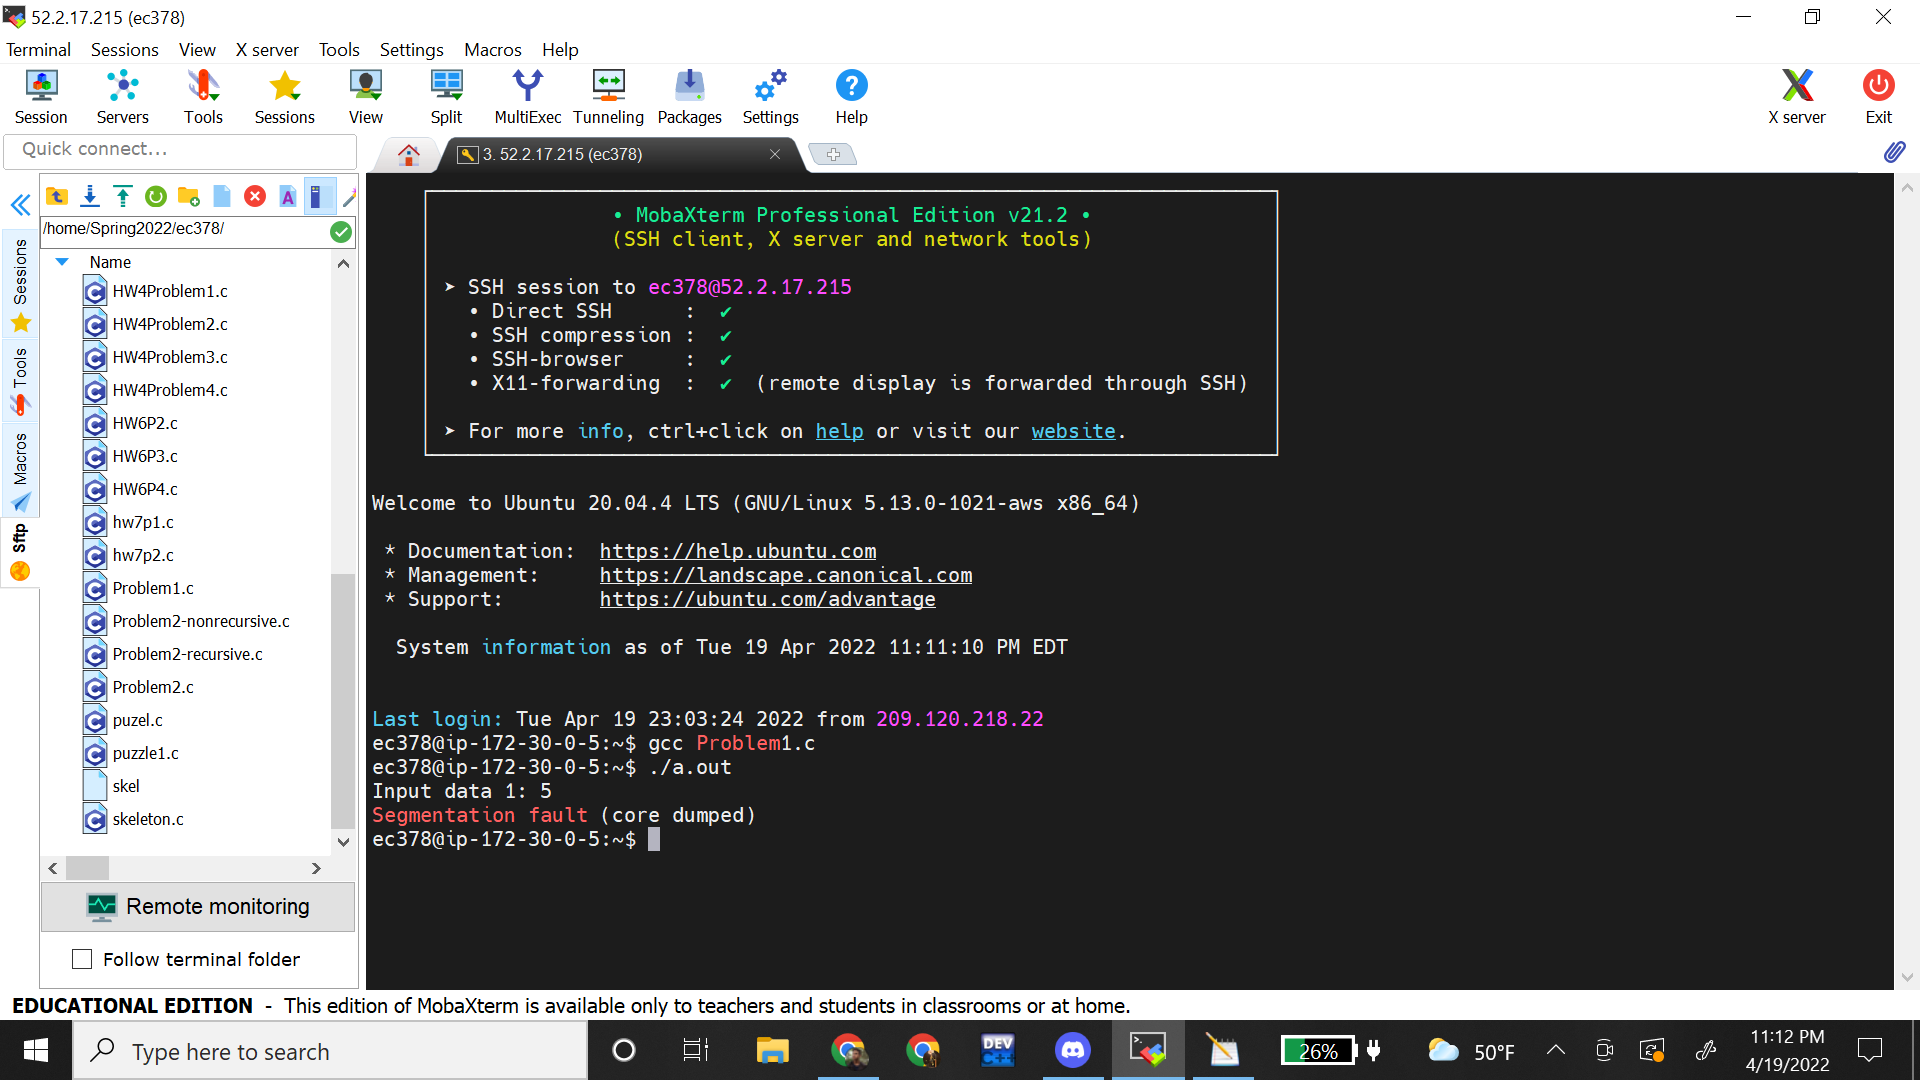 52.2.17.215 (ec378)
Terminal Sessions View X server Tools Settings Macros Help
Session Servers Tools Sessions View Split MultiExec Tunneling Packages Settings Help X server Exit
Quick connect...
3. 52.2.17.215 (ec378)
/home/Spring2022/ec378/
Sessions
Tools
Macros
Sftp
Name
HW4Problem1.c
HW4Problem2.c
HW4Problem3.c
HW4Problem4.c
HW6P2.c
HW6P3.c
HW6P4.c
hw7p1.c
hw7p2.c
Problem1.c
Problem2-nonrecursive.c
Problem2-recursive.c
Problem2.c
puzel.c
puzzle1.c
skel
skeleton.c
Remote monitoring
Follow terminal folder
• MobaXterm Professional Edition v21.2 •
(SSH client, X server and network tools)
➤ SSH session to ec378@52.2.17.215
• Direct SSH : ✔
• SSH compression : ✔
• SSH-browser : ✔
• X11-forwarding : ✔ (remote display is forwarded through SSH)
➤ For more info, ctrl+click on help or visit our website.
Welcome to Ubuntu 20.04.4 LTS (GNU/Linux 5.13.0-1021-aws x86_64)
* Documentation: https://help.ubuntu.com
* Management: https://landscape.canonical.com
* Support: https://ubuntu.com/advantage
System information as of Tue 19 Apr 2022 11:11:10 PM EDT
Last login: Tue Apr 19 23:03:24 2022 from 209.120.218.22
ec378@ip-172-30-0-5:~$ gcc Problem1.c
ec378@ip-172-30-0-5:~$ ./a.out
Input data 1: 5
Segmentation fault (core dumped)
ec378@ip-172-30-0-5:~$
EDUCATIONAL EDITION - This edition of MobaXterm is available only to teachers and students in classrooms or at home.
Type here to search
DEV
C++
26%
50°F
11:12 PM
4/19/2022